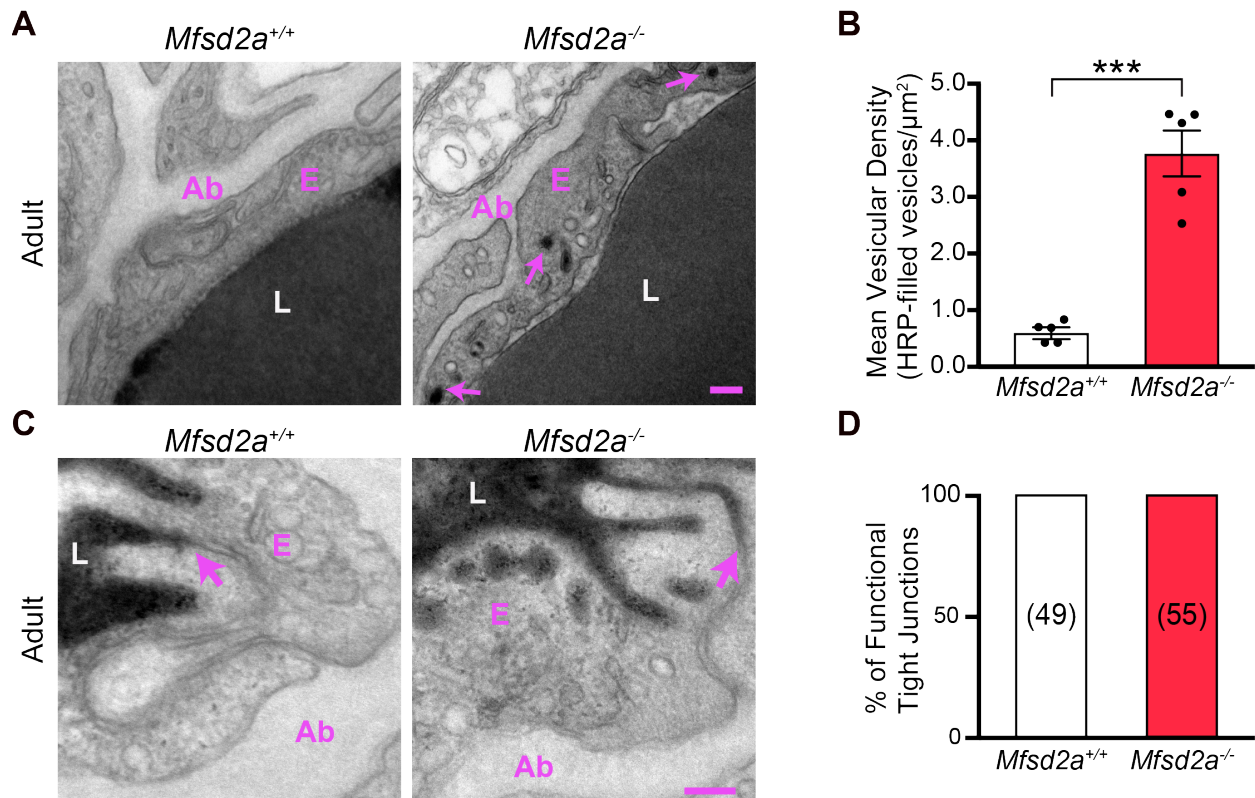 A
Mfsd2a+/+
Mfsd2a-/-
Adult
Ab
E
L
Ab
E
L
B
Mean Vesicular Density
(HRP-filled vesicles/μm²)
5.0
4.0
3.0
2.0
1.0
0.0
***
Mfsd2a+/+
Mfsd2a-/-
C
Mfsd2a+/+
Mfsd2a-/-
Adult
L
E
Ab
L
E
Ab
D
% of Functional
Tight Junctions
100
50
0
(49)
(55)
Mfsd2a+/+
Mfsd2a-/-